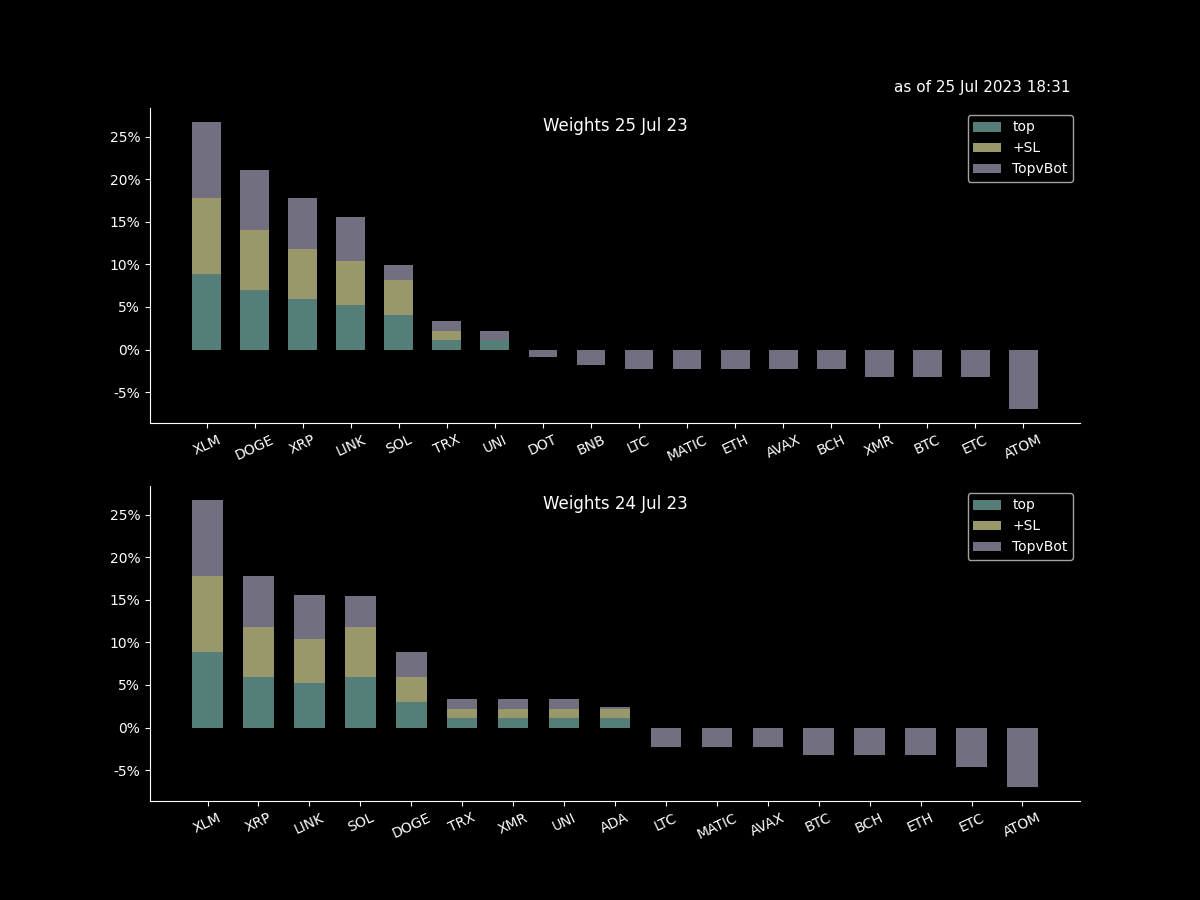 as of 25 Jul 2023 18:31
Weights 25 Jul 23
top
+SL
TopvBot
25%
20%
15%
10%
5%
0%
-5%
XLM DOGE XRP LINK SOL TRX UNI DOT BNB LTC MATIC ETH AVAX BCH XMR BTC ETC ATOM
Weights 24 Jul 23
top
+SL
TopvBot
25%
20%
15%
10%
5%
0%
-5%
XLM XRP LINK SOL DOGE TRX XMR UNI ADA LTC MATIC AVAX BTC BCH ETH ETC ATOM